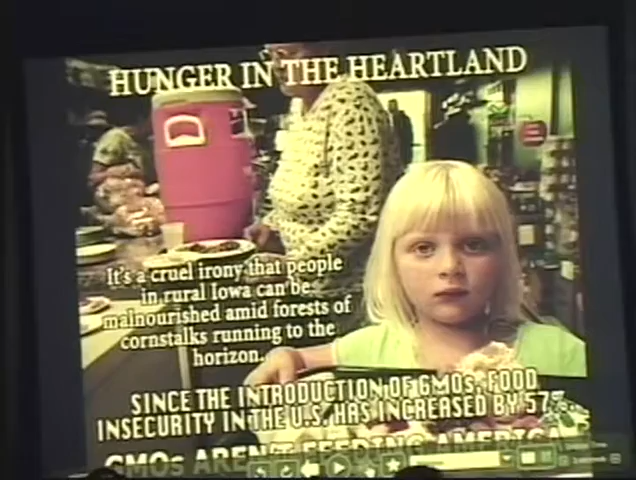 HUNGER IN THE HEARTLAND
It's a cruel irony that people
in rural Iowa can be
malnourished amid forests of
cornstalks running to the
horizon.
SINCE THE INTRODUCTION OF GMOs, FOOD
INSECURITY IN THE U.S. HAS INCREASED BY 57%.
GMOs AREN'T FEEDING AMERICA